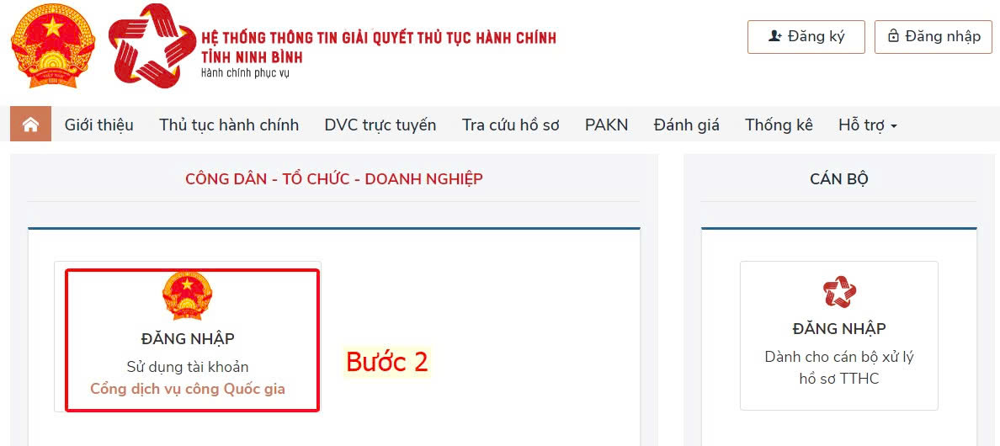 HỆ THỐNG THÔNG TIN GIẢI QUYẾT THỦ TỤC HÀNH CHÍNH
TỈNH NINH BÌNH
Hành chính phục vụ
Đăng ký
Đăng nhập
Giới thiệu
Thủ tục hành chính
DVC trực tuyến
Tra cứu hồ sơ
PAKN
Đánh giá
Thống kê
Hỗ trợ
CÔNG DÂN - TỔ CHỨC - DOANH NGHIỆP
ĐĂNG NHẬP
Sử dụng tài khoản
Cổng dịch vụ công Quốc gia
Bước 2
CÁN BỘ
ĐĂNG NHẬP
Dành cho cán bộ xử lý
hồ sơ TTHC